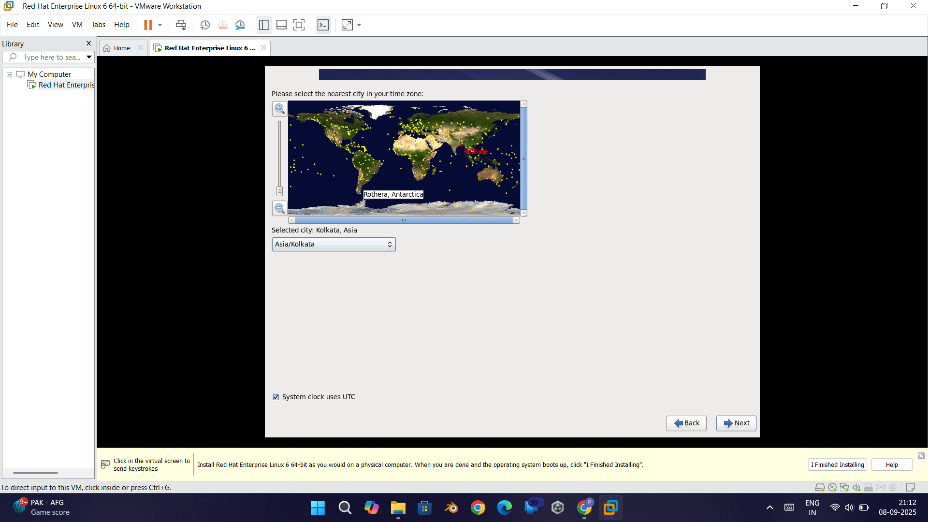 Red Hat Enterprise Linux 6 64-bit - VMware Workstation
File Edit View VM Tabs Help
Library
Home
Red Hat Enterprise Linux 6 ...
Type here to sea...
My Computer
Red Hat Enterpris
Please select the nearest city in your time zone:
Rothera, Antarctica
Selected city: Kolkata, Asia
Asia/Kolkata
System clock uses UTC
Back
Next
Click in the virtual screen to
send keystrokes
Install Red Hat Enterprise Linux 6 64-bit as you would on a physical computer. When you are done and the operating system boots up, click "I Finished Installing".
I Finished Installing
Help
To direct input to this VM, click inside or press Ctrl+G.
PAK - AFG
Game score
ENG
IN
21:12
08-09-2025